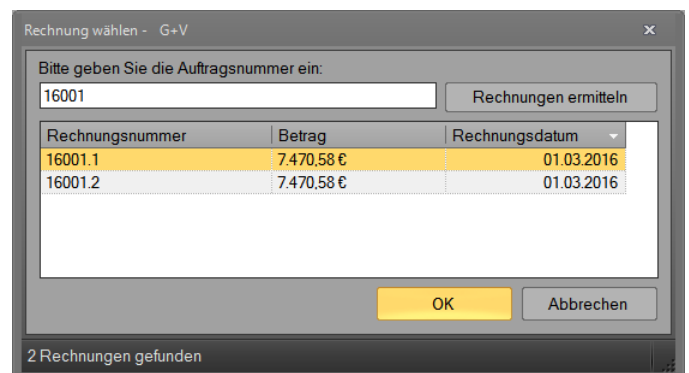 Rechnung wählen - G+V
Bitte geben Sie die Auftragsnummer ein:
16001 Rechnungen ermitteln
Rechnungsnummer Betrag Rechnungsdatum
16001.1 7.470,58 € 01.03.2016
16001.2 7.470,58 € 01.03.2016
OK Abbrechen
2 Rechnungen gefunden